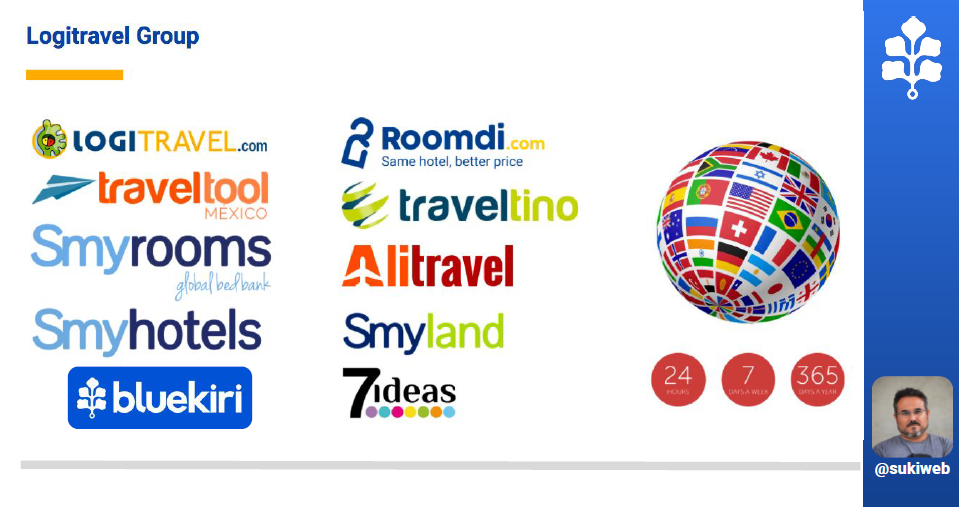 Logitravel Group
LOGITRAVEL.com
traveltool
MÉXICO
Smyrooms
global bed bank
Smyhotels
bluekiri
Roomdi.com
Same hotel, better price
traveltino
Alitravel
Smyland
7ideas
24
HOURS
7
DAYS A WEEK
365
DAYS A YEAR
@sukiweb